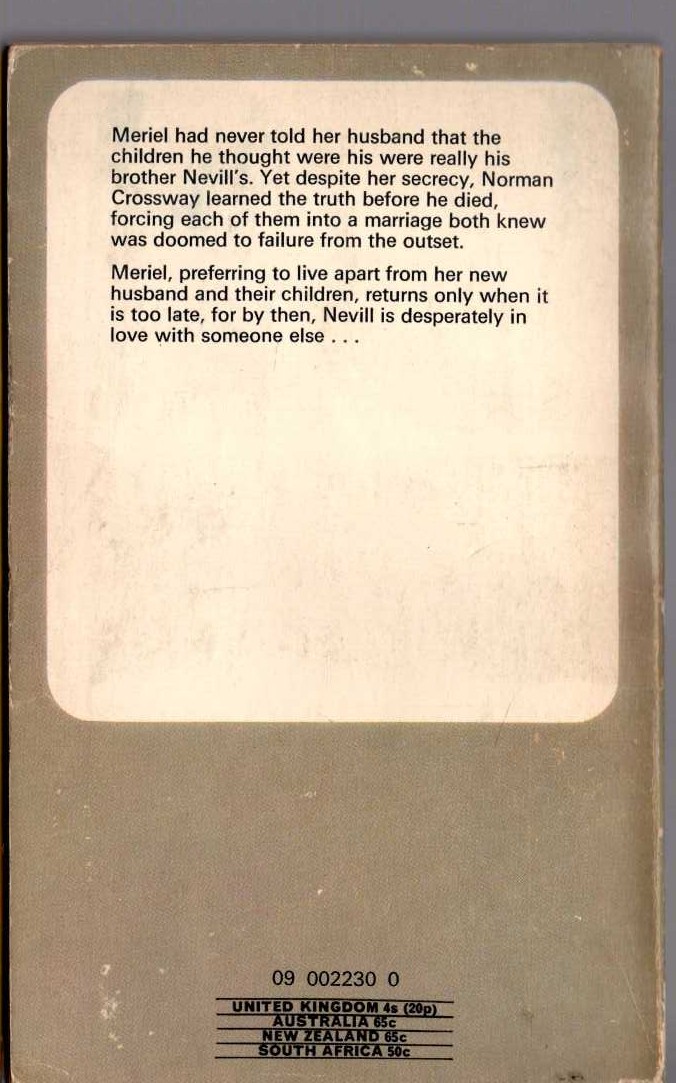 Meriel had never told her husband that the
children he thought were his were really his
brother Nevill's. Yet despite her secrecy, Norman
Crossway learned the truth before he died,
forcing each of them into a marriage both knew
was doomed to failure from the outset.
Meriel, preferring to live apart from her new
husband and their children, returns only when it
is too late, for by then, Nevill is desperately in
love with someone else . . .
09 002230 0
UNITED KINGDOM 4s (20p)
AUSTRALIA 65c
NEW ZEALAND 65c
SOUTH AFRICA 50c